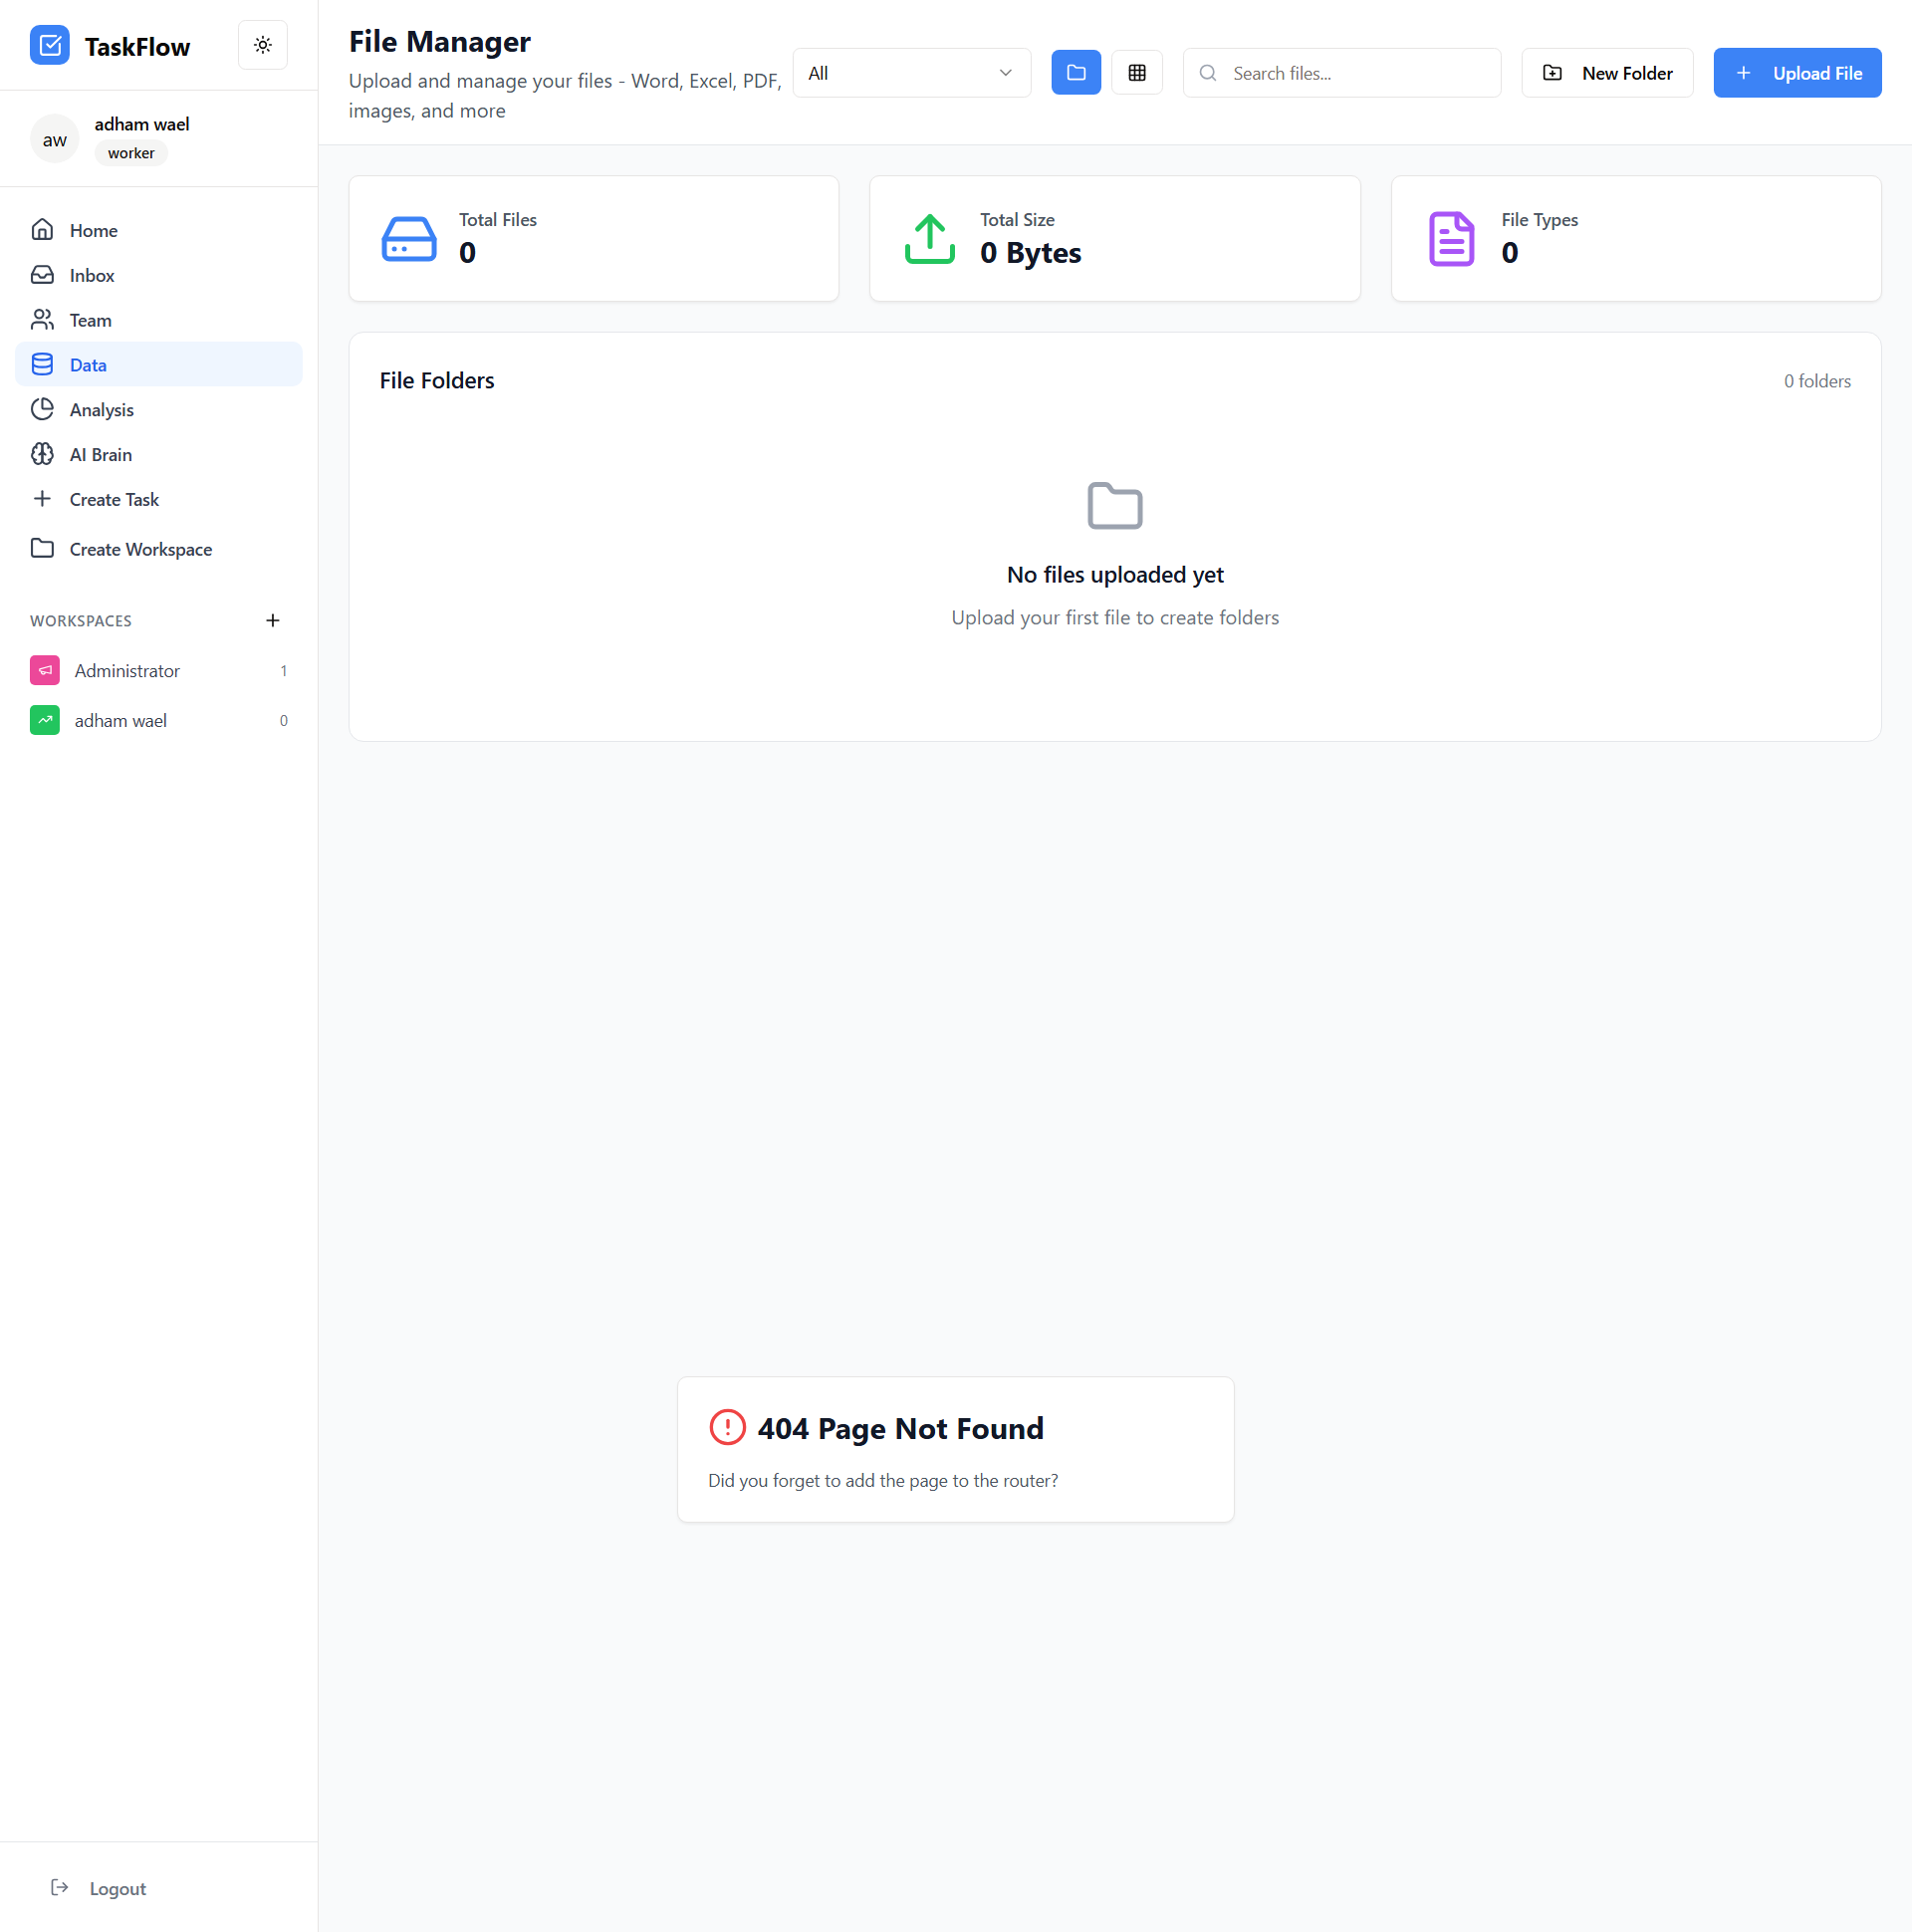 TaskFlow
aw
adham wael
worker
Home
Inbox
Team
Data
Analysis
AI Brain
Create Task
Create Workspace
WORKSPACES
Administrator 1
adham wael 0
Logout
File Manager
Upload and manage your files - Word, Excel, PDF,
images, and more
All
Search files...
New Folder
Upload File
Total Files
0
Total Size
0 Bytes
File Types
0
File Folders
0 folders
No files uploaded yet
Upload your first file to create folders
404 Page Not Found
Did you forget to add the page to the router?